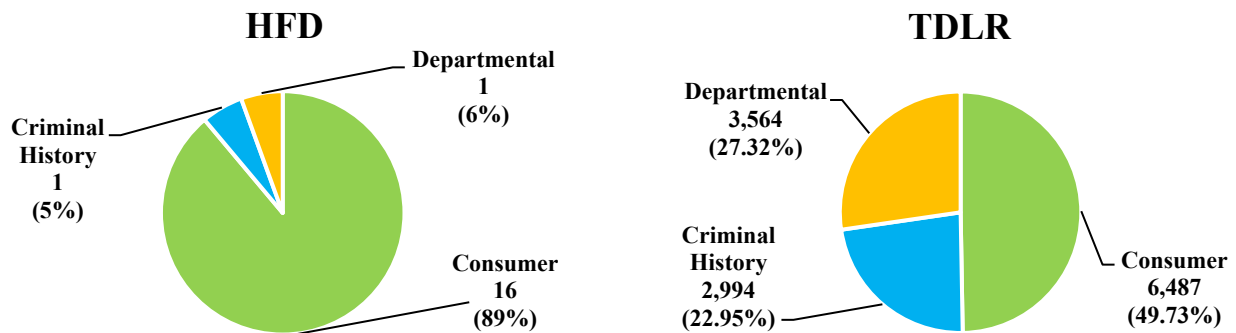 HFD
Departmental
1
(6%)
Criminal
History
1
(5%)
Consumer
16
(89%)
TDLR
Departmental
3,564
(27.32%)
Criminal
History
2,994
(22.95%)
Consumer
6,487
(49.73%)